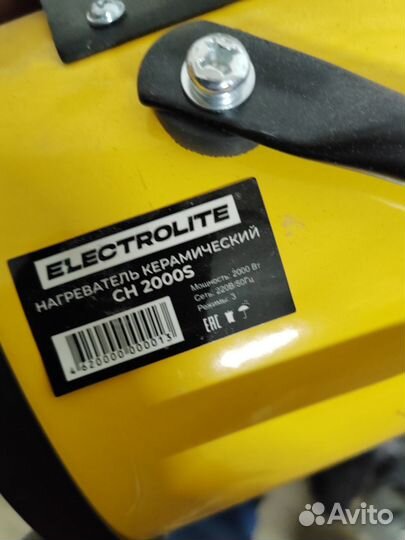 ELECTROLITE
НАГРЕВАТЕЛЬ КЕРАМИЧЕСКИЙ
CH 2000S
Мощность: 2000 Вт
Сеть: 220В/50Гц
Режимы: 3
EAC
4 620000 000013
Avito